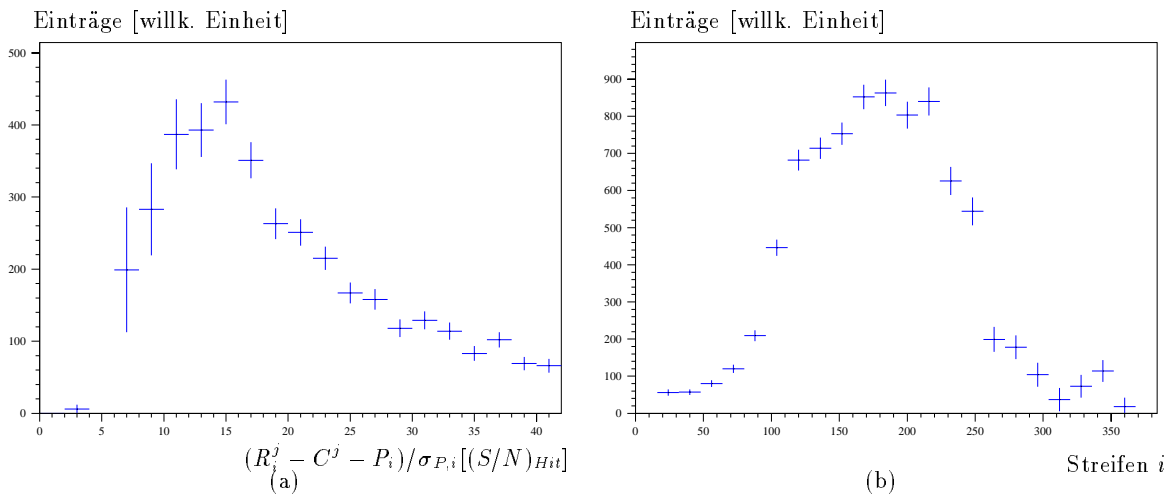 Einträge [willk. Einheit]
500
400
300
200
100
0
0 5 10 15 20 25 30 35 40
(R_i^j − C^j − P_i)/σ_{P,i}[(S/N)_{Hit}]
(a)
Einträge [willk. Einheit]
900
800
700
600
500
400
300
200
100
0
0 50 100 150 200 250 300 350
Streifen i
(b)